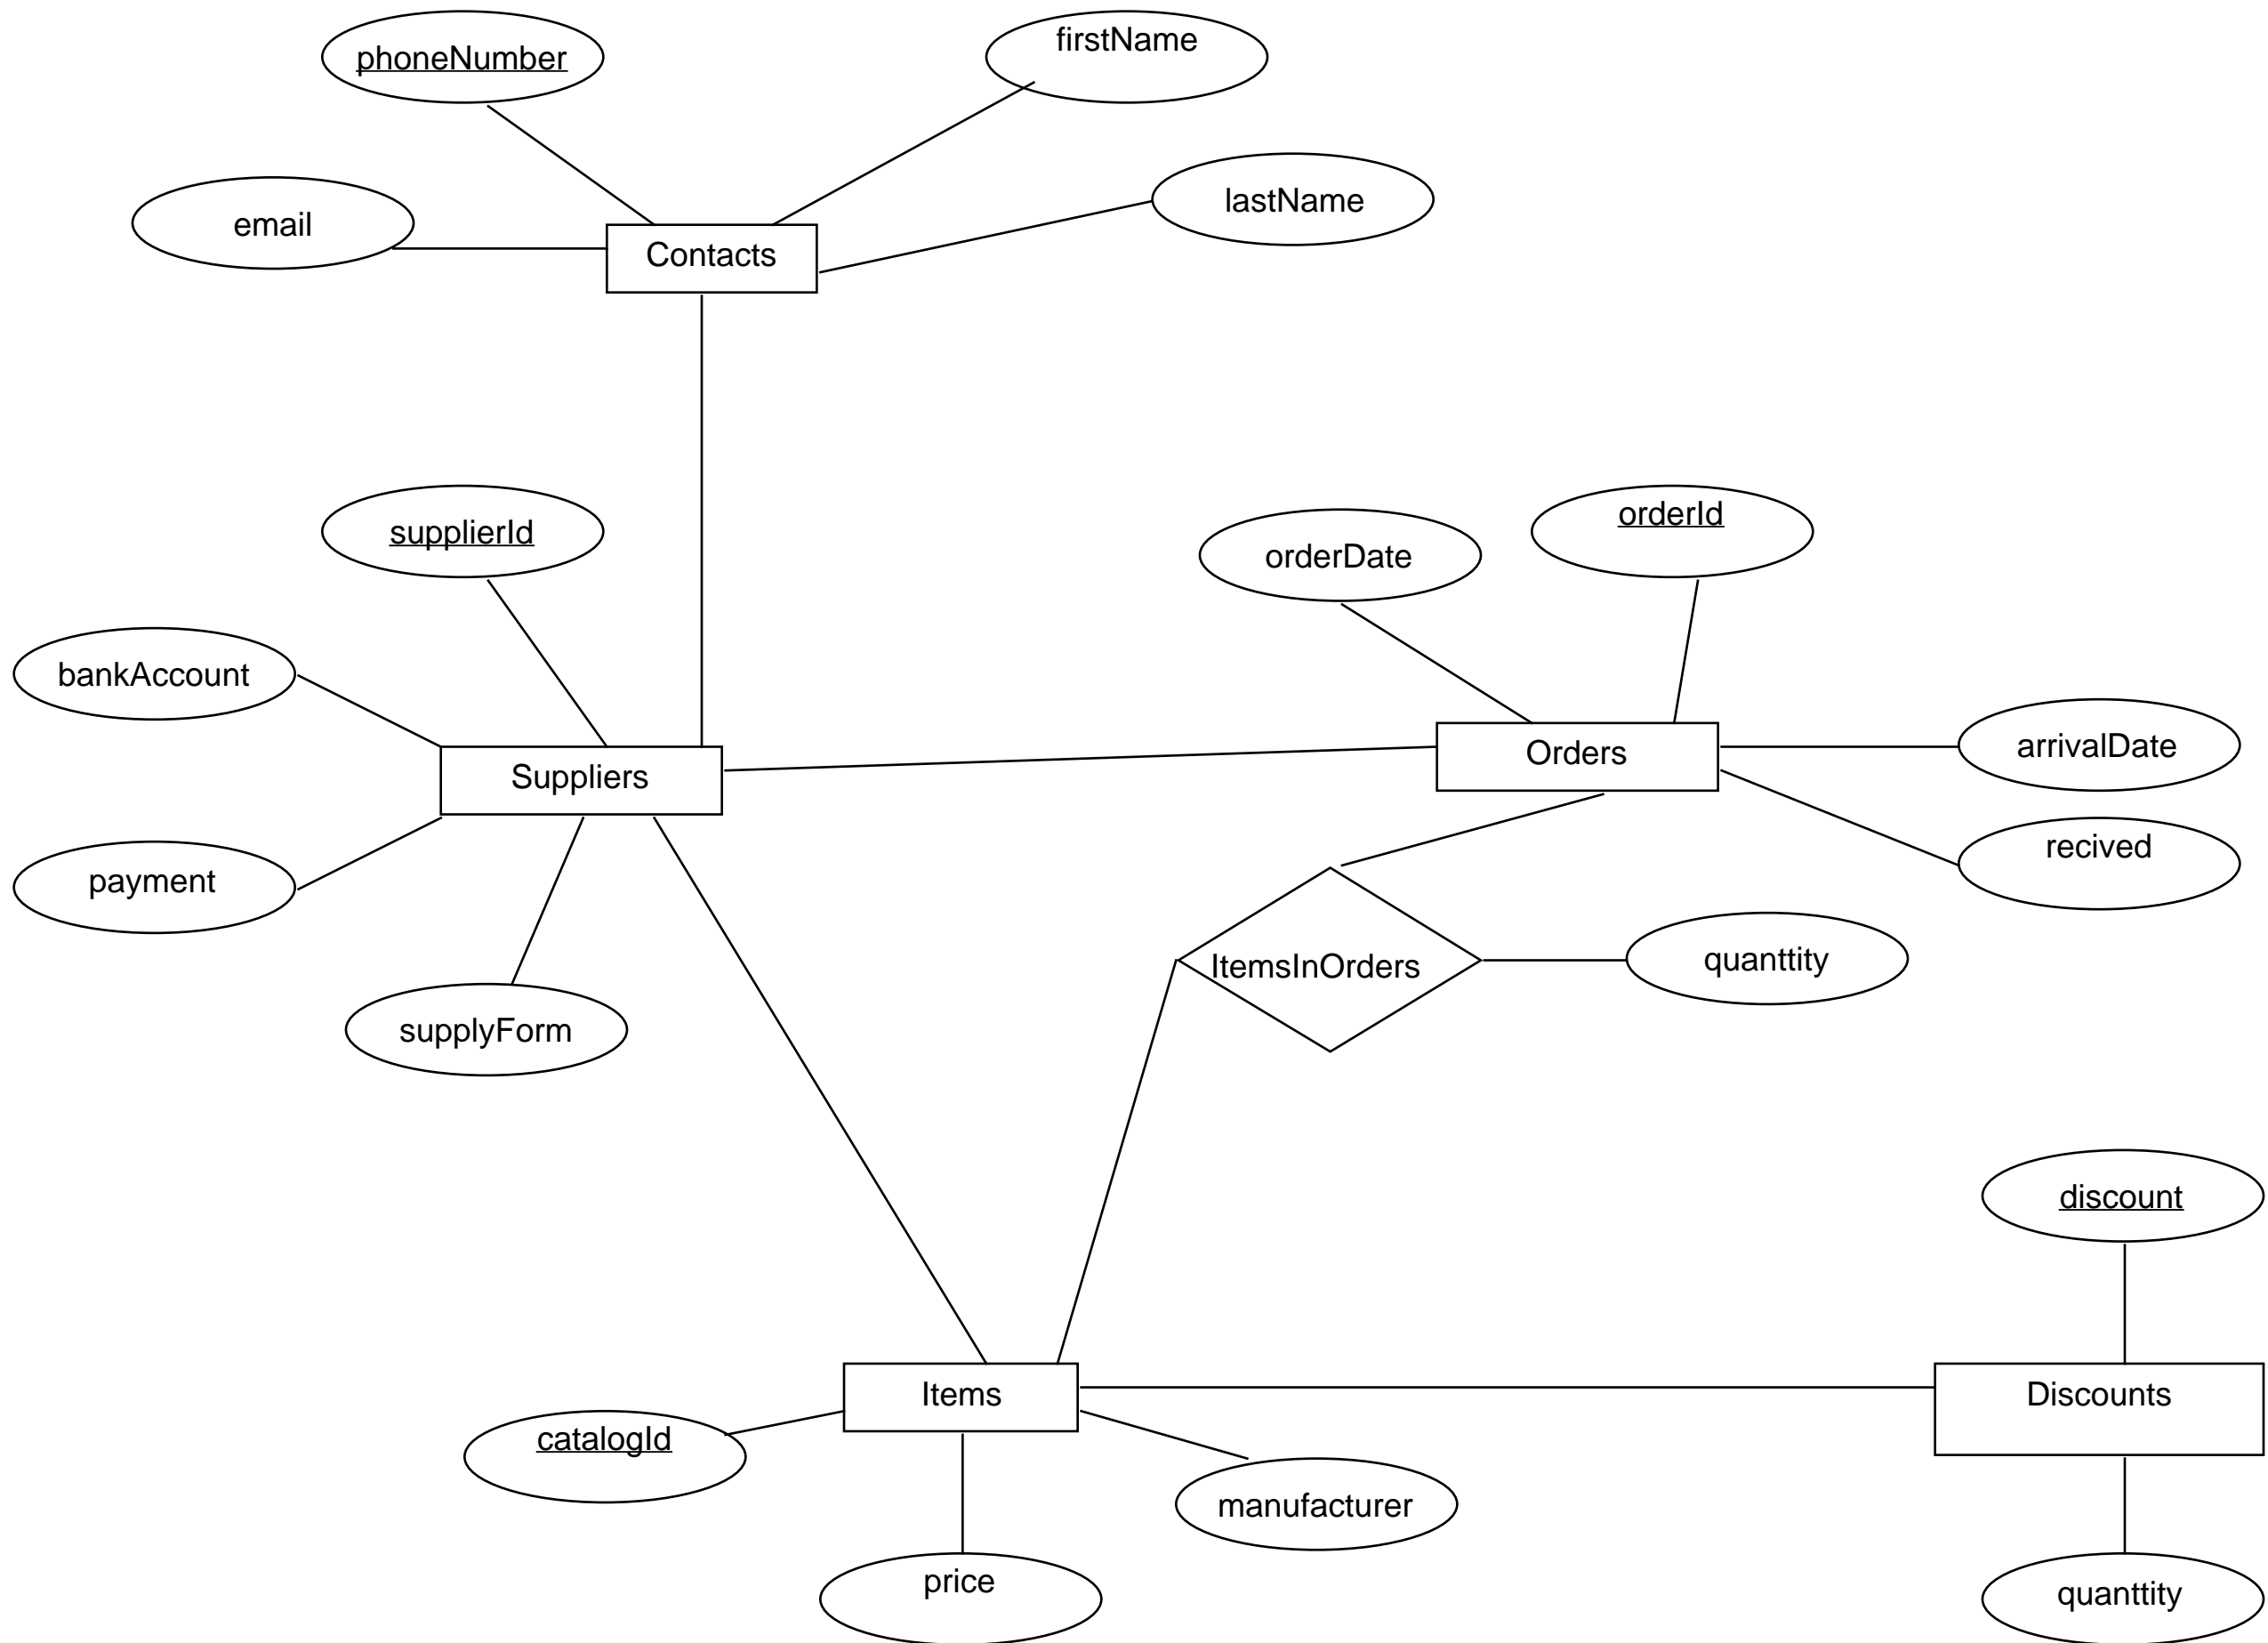 phoneNumber
firstName
email
lastName
Contacts
supplierId
orderDate
orderId
bankAccount
Suppliers
Orders
arrivalDate
payment
recived
supplyForm
ItemsInOrders
quanttity
discount
Items
Discounts
catalogId
manufacturer
price
quanttity